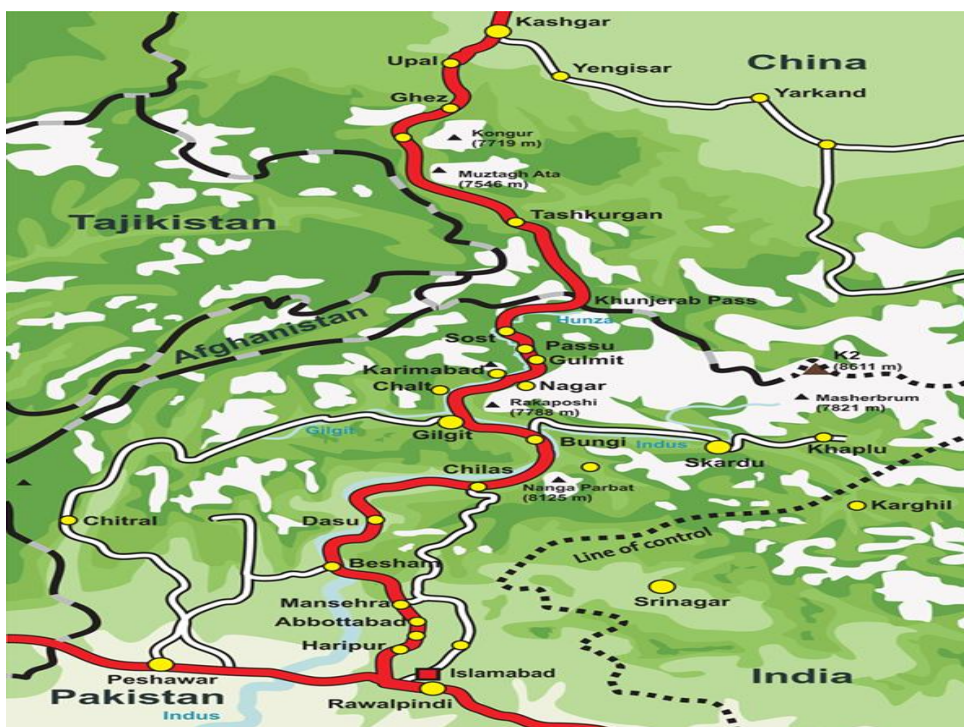 Kashgar
Upal
Yengisar
China
Ghez
Yarkand
Kongur
(7719 m)
Muztagh Ata
(7546 m)
Tajikistan
Tashkurgan
Khunjerab Pass
Hunza
Afghanistan
Sost
Passu
Gulmit
K2
(8611 m)
Karimabad
Chalt
Nagar
Rakaposhi
(7788 m)
Masherbrum
(7821 m)
Gilgit
Gilgit
Bungi
Indus
Skardu
Khaplu
Chilas
Nanga Parbat
(8125 m)
Karghil
Chitral
Dasu
Line of control
Besham
Mansehra
Srinagar
Abbottabad
Haripur
Islamabad
India
Peshawar
Pakistan
Rawalpindi
Indus